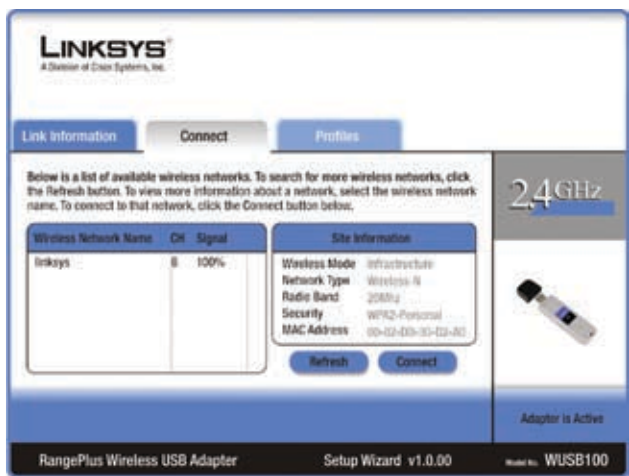 LINKSYS®
A Division of Cisco Systems, Inc.
Link Information
Connect
Profiles
Below is a list of available wireless networks. To search for more wireless networks, click
the Refresh button. To view more information about a network, select the wireless network
name. To connect to that network, click the Connect button below.
2.4GHz
Wireless Network Name CH Signal
linksys 6 100%
Site Information
Wireless Mode Infrastructure
Network Type Wireless-N
Radio Band 20Mhz
Security WPA2-Personal
MAC Address
Refresh
Connect
Adapter is Active
RangePlus Wireless USB Adapter
Setup Wizard v1.0.00
Model No. WUSB100